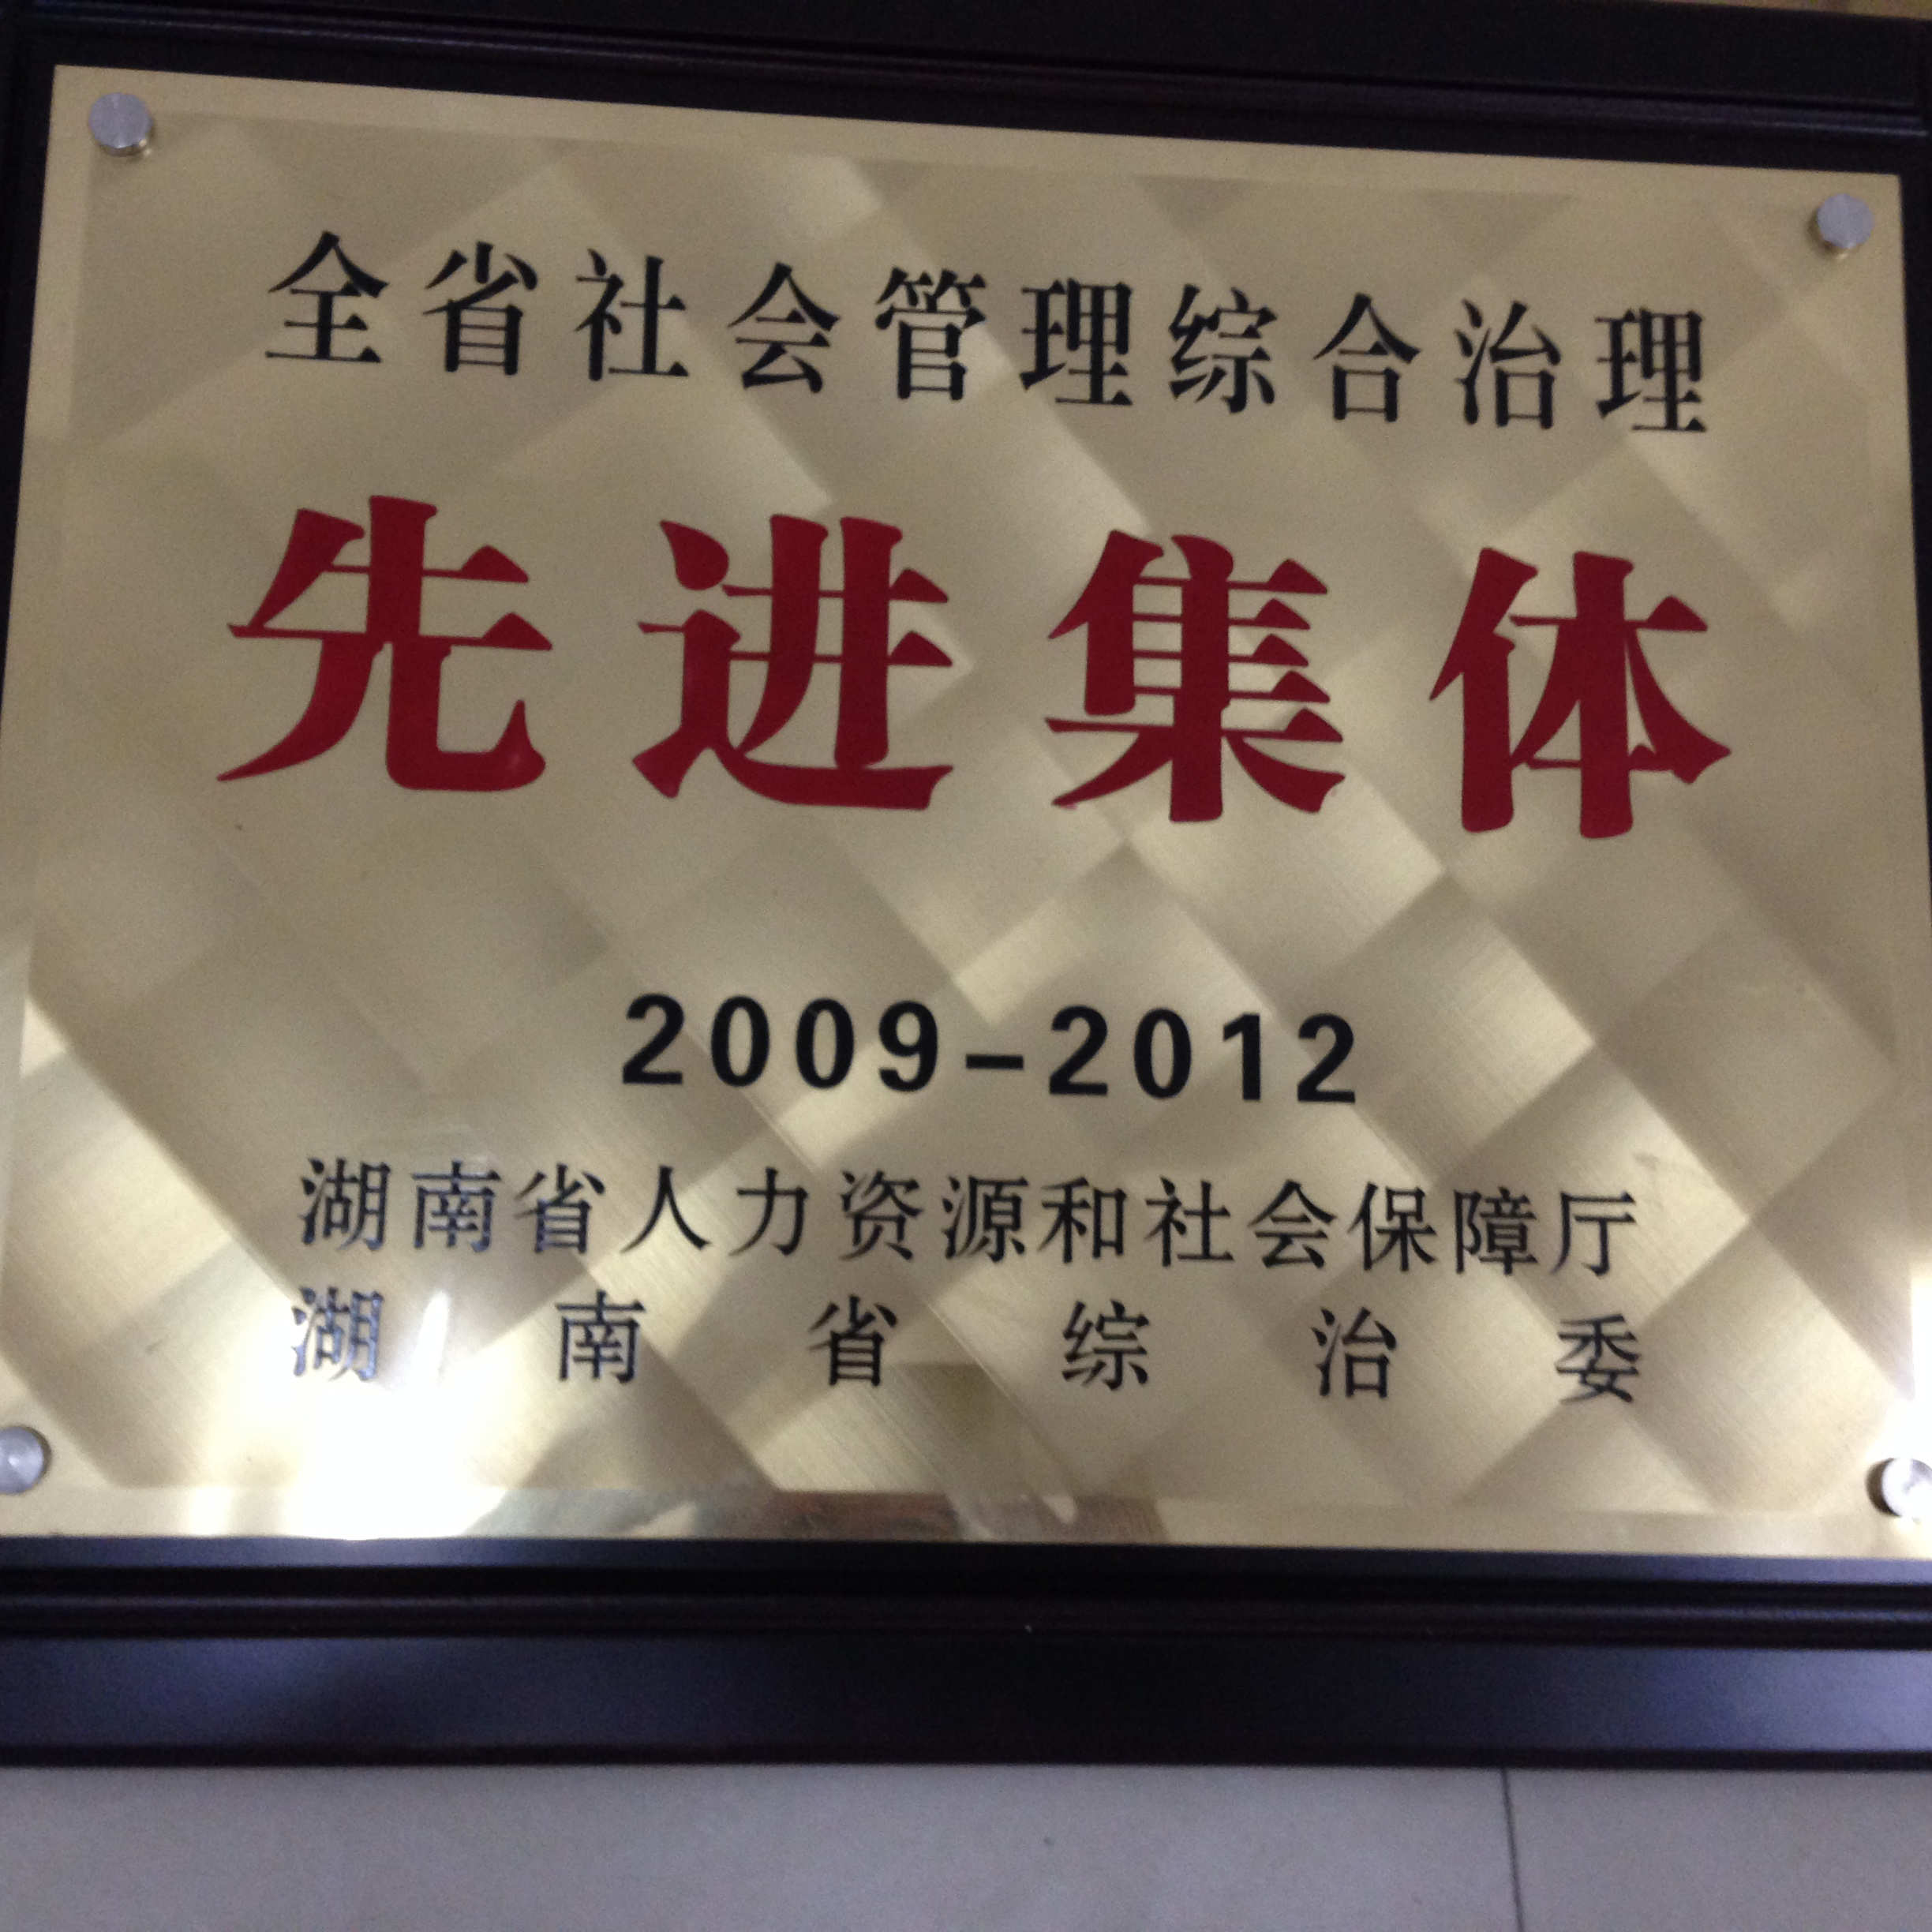 全省社会管理综合治理
先进集体
2009-2012
湖南省人力资源和社会保障厅
湖南省综治委